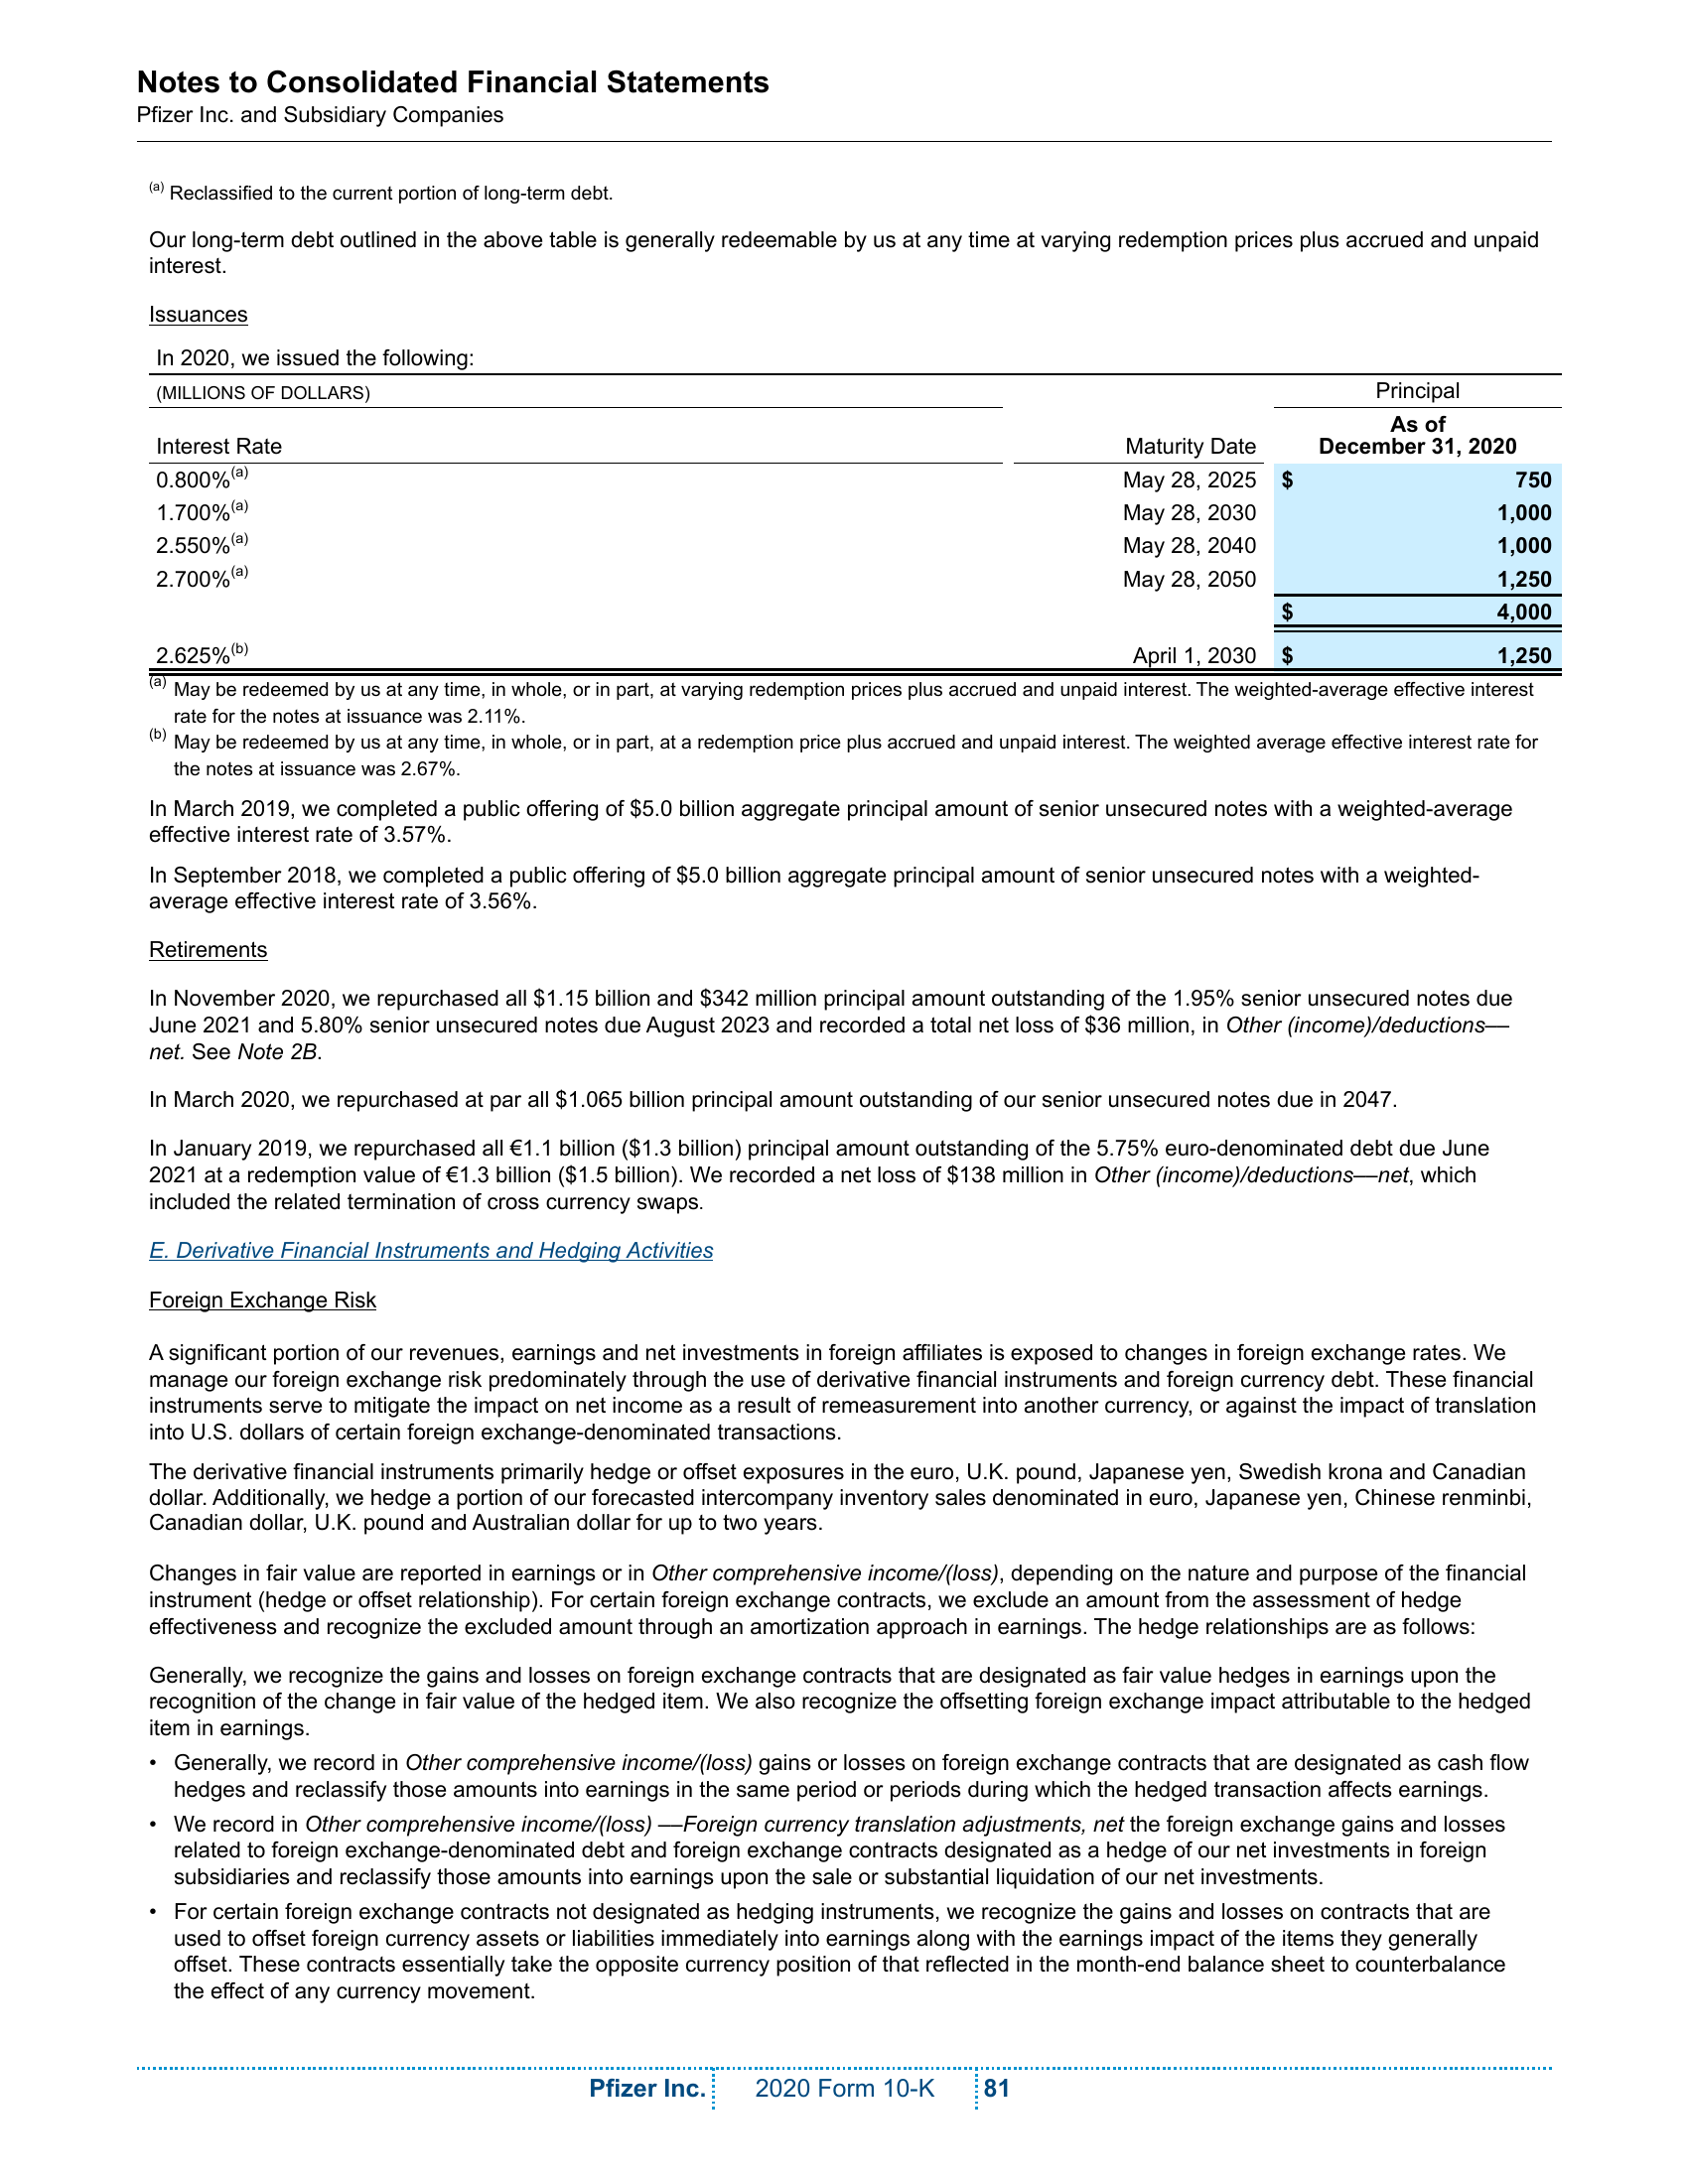 Notes to Consolidated Financial Statements
Pfizer Inc. and Subsidiary Companies
(a) Reclassified to the current portion of long-term debt.
Our long-term debt outlined in the above table is generally redeemable by us at any time at varying redemption prices plus accrued and unpaid
interest.
Issuances
In 2020, we issued the following:
(MILLIONS OF DOLLARS) Principal
Interest Rate Maturity Date As of
December 31, 2020
0.800%(a) May 28, 2025 $ 750
1.700%(a) May 28, 2030 1,000
2.550%(a) May 28, 2040 1,000
2.700%(a) May 28, 2050 1,250
$ 4,000
2.625%(b) April 1, 2030 $ 1,250
(a) May be redeemed by us at any time, in whole, or in part, at varying redemption prices plus accrued and unpaid interest. The weighted-average effective interest
rate for the notes at issuance was 2.11%.
(b) May be redeemed by us at any time, in whole, or in part, at a redemption price plus accrued and unpaid interest. The weighted average effective interest rate for
the notes at issuance was 2.67%.
In March 2019, we completed a public offering of $5.0 billion aggregate principal amount of senior unsecured notes with a weighted-average
effective interest rate of 3.57%.
In September 2018, we completed a public offering of $5.0 billion aggregate principal amount of senior unsecured notes with a weighted-
average effective interest rate of 3.56%.
Retirements
In November 2020, we repurchased all $1.15 billion and $342 million principal amount outstanding of the 1.95% senior unsecured notes due
June 2021 and 5.80% senior unsecured notes due August 2023 and recorded a total net loss of $36 million, in Other (income)/deductions––
net. See Note 2B.
In March 2020, we repurchased at par all $1.065 billion principal amount outstanding of our senior unsecured notes due in 2047.
In January 2019, we repurchased all €1.1 billion ($1.3 billion) principal amount outstanding of the 5.75% euro-denominated debt due June
2021 at a redemption value of €1.3 billion ($1.5 billion). We recorded a net loss of $138 million in Other (income)/deductions––net, which
included the related termination of cross currency swaps.
E. Derivative Financial Instruments and Hedging Activities
Foreign Exchange Risk
A significant portion of our revenues, earnings and net investments in foreign affiliates is exposed to changes in foreign exchange rates. We
manage our foreign exchange risk predominately through the use of derivative financial instruments and foreign currency debt. These financial
instruments serve to mitigate the impact on net income as a result of remeasurement into another currency, or against the impact of translation
into U.S. dollars of certain foreign exchange-denominated transactions.
The derivative financial instruments primarily hedge or offset exposures in the euro, U.K. pound, Japanese yen, Swedish krona and Canadian
dollar. Additionally, we hedge a portion of our forecasted intercompany inventory sales denominated in euro, Japanese yen, Chinese renminbi,
Canadian dollar, U.K. pound and Australian dollar for up to two years.
Changes in fair value are reported in earnings or in Other comprehensive income/(loss), depending on the nature and purpose of the financial
instrument (hedge or offset relationship). For certain foreign exchange contracts, we exclude an amount from the assessment of hedge
effectiveness and recognize the excluded amount through an amortization approach in earnings. The hedge relationships are as follows:
Generally, we recognize the gains and losses on foreign exchange contracts that are designated as fair value hedges in earnings upon the
recognition of the change in fair value of the hedged item. We also recognize the offsetting foreign exchange impact attributable to the hedged
item in earnings.
• Generally, we record in Other comprehensive income/(loss) gains or losses on foreign exchange contracts that are designated as cash flow
hedges and reclassify those amounts into earnings in the same period or periods during which the hedged transaction affects earnings.
• We record in Other comprehensive income/(loss) ––Foreign currency translation adjustments, net the foreign exchange gains and losses
related to foreign exchange-denominated debt and foreign exchange contracts designated as a hedge of our net investments in foreign
subsidiaries and reclassify those amounts into earnings upon the sale or substantial liquidation of our net investments.
• For certain foreign exchange contracts not designated as hedging instruments, we recognize the gains and losses on contracts that are
used to offset foreign currency assets or liabilities immediately into earnings along with the earnings impact of the items they generally
offset. These contracts essentially take the opposite currency position of that reflected in the month-end balance sheet to counterbalance
the effect of any currency movement.
Pfizer Inc. 2020 Form 10-K 81